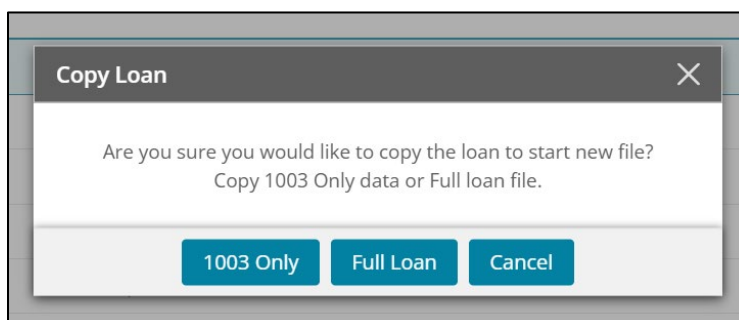 Copy Loan
Are you sure you would like to copy the loan to start new file?
Copy 1003 Only data or Full loan file.
1003 Only Full Loan Cancel